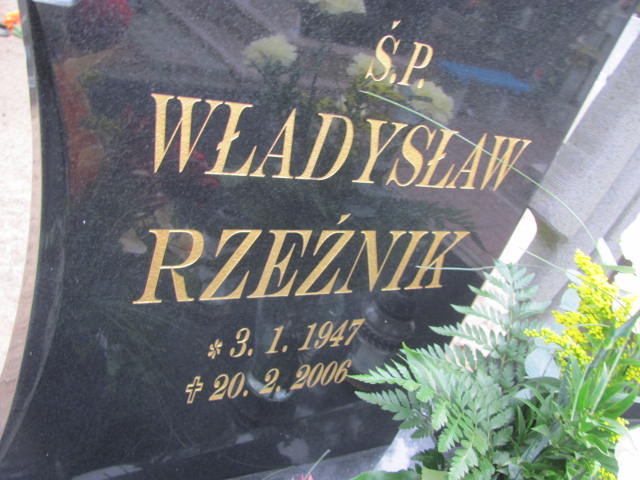 Ś.P.
WŁADYSŁAW
RZEŹNIK
* 3. 1. 1947
✝ 20. 2. 2006